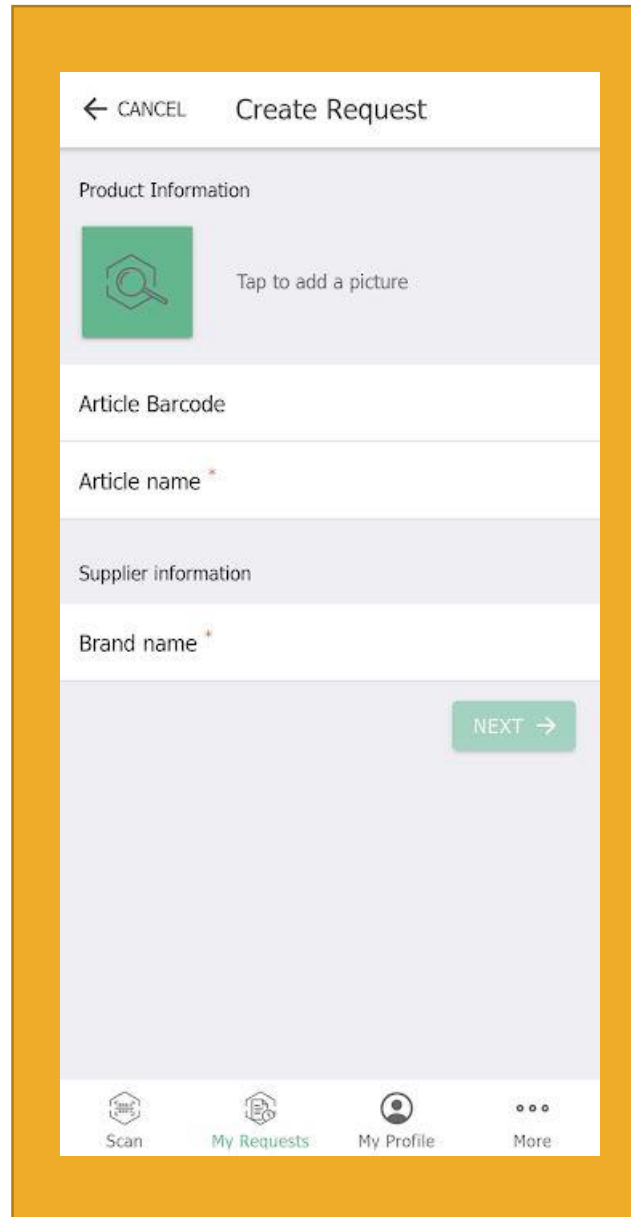 ← CANCEL Create Request
Product Information
Tap to add a picture
Article Barcode
Article name *
Supplier information
Brand name *
NEXT →
Scan My Requests My Profile More